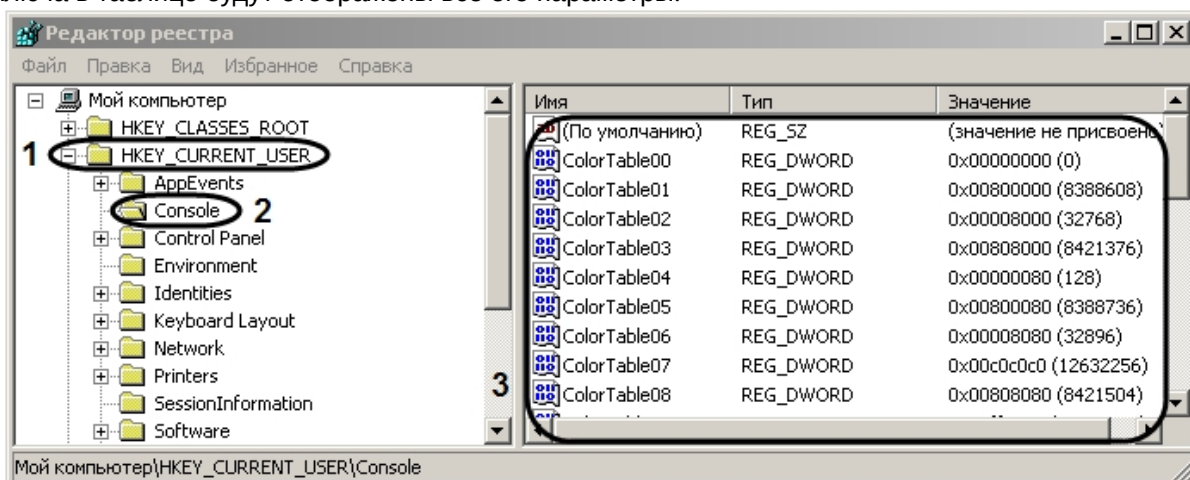 Редактор реестра
Файл Правка Вид Избранное Справка
Мой компьютер
HKEY_CLASSES_ROOT
1 HKEY_CURRENT_USER
AppEvents
Console 2
Control Panel
Environment
Identities
Keyboard Layout
Network
Printers
SessionInformation
Software
3
Имя Тип Значение
(По умолчанию) REG_SZ (значение не присвоено)
ColorTable00 REG_DWORD 0x00000000 (0)
ColorTable01 REG_DWORD 0x00800000 (8388608)
ColorTable02 REG_DWORD 0x00008000 (32768)
ColorTable03 REG_DWORD 0x00808000 (8421376)
ColorTable04 REG_DWORD 0x00000080 (128)
ColorTable05 REG_DWORD 0x00800080 (8388736)
ColorTable06 REG_DWORD 0x00008080 (32896)
ColorTable07 REG_DWORD 0x00c0c0c0 (12632256)
ColorTable08 REG_DWORD 0x00808080 (8421504)
Мой компьютер\HKEY_CURRENT_USER\Console